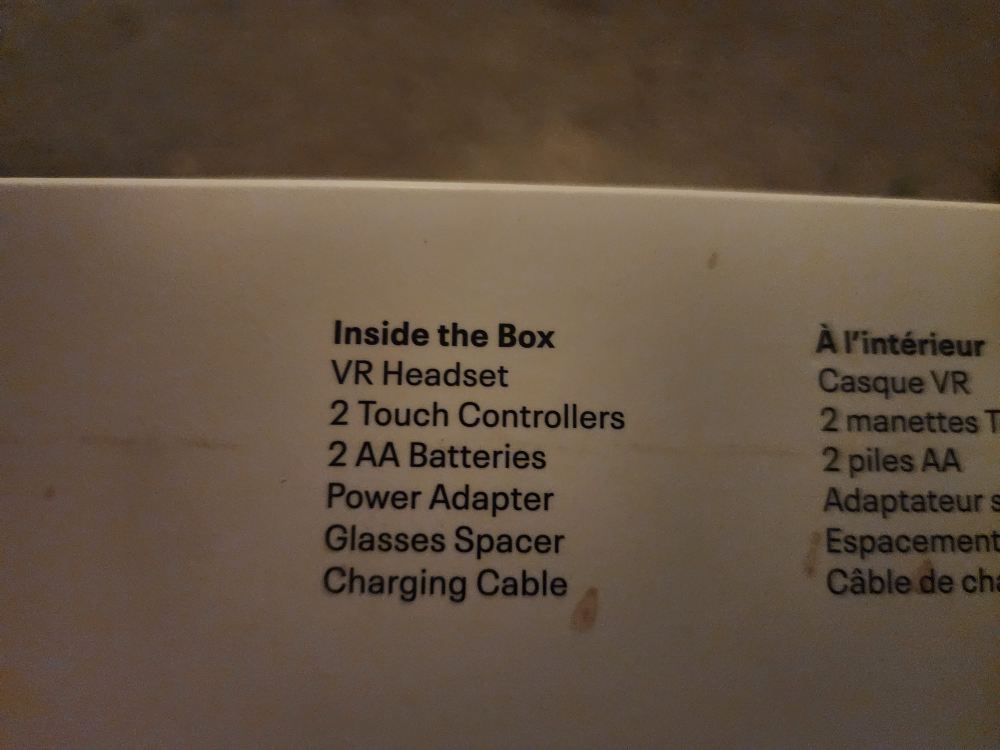 Inside the Box
VR Headset
2 Touch Controllers
2 AA Batteries
Power Adapter
Glasses Spacer
Charging Cable
À l'intérieur
Casque VR
2 manettes
2 piles AA
Adaptateur
Espacement
Câble de